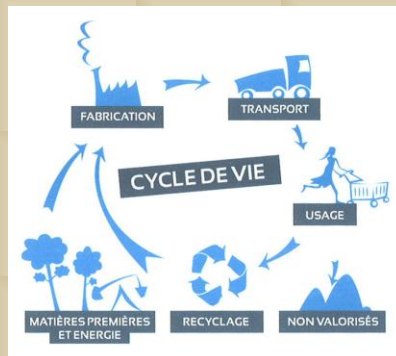 FABRICATION
TRANSPORT
CYCLE DE VIE
USAGE
MATIÈRES PREMIÈRES
ET ENERGIE
RECYCLAGE
NON VALORISÉS